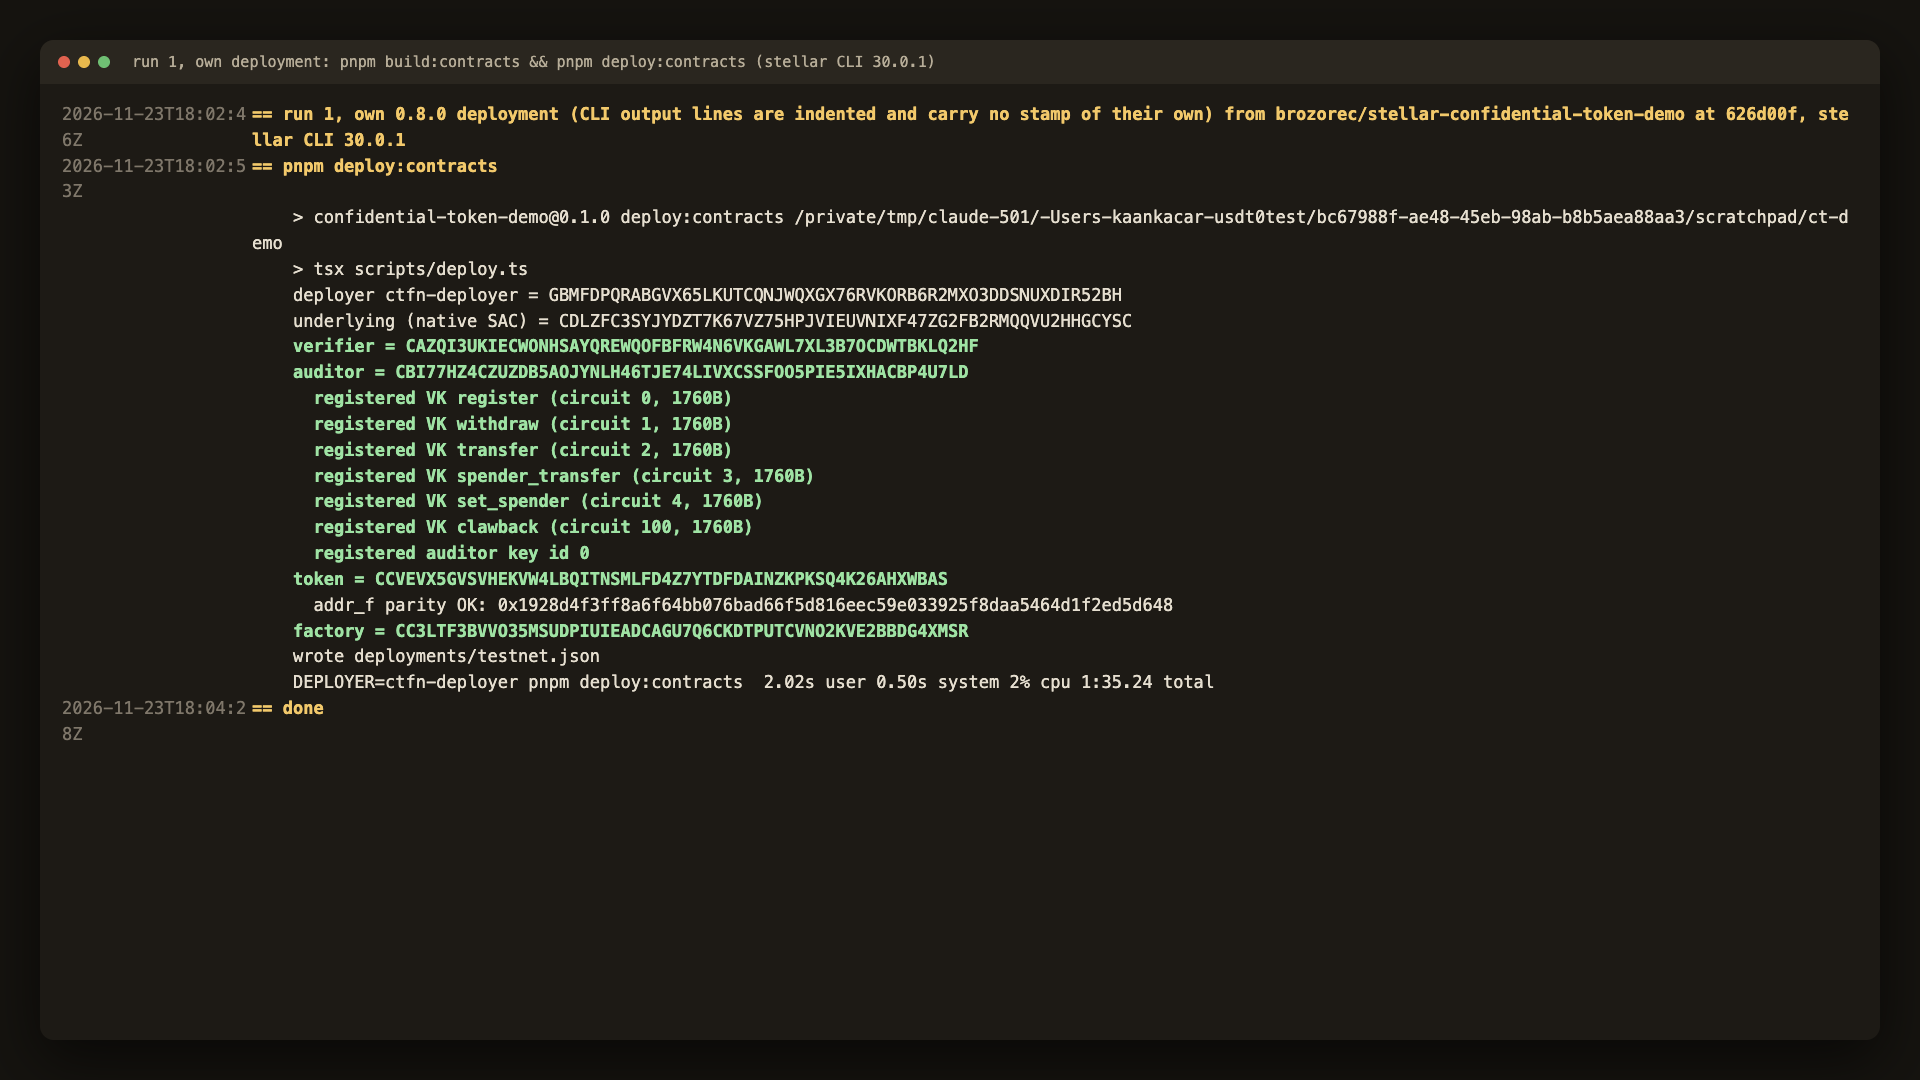 run 1, own deployment: pnpm build:contracts && pnpm deploy:contracts (stellar CLI 30.0.1)
2026-11-23T18:02:4 == run 1, own 0.8.0 deployment (CLI output lines are indented and carry no stamp of their own) from brozorec/stellar-confidential-token-demo at 626d00f, ste
6Z llar CLI 30.0.1
2026-11-23T18:02:5 == pnpm deploy:contracts
3Z
> confidential-token-demo@0.1.0 deploy:contracts /private/tmp/claude-501/-Users-kaankacar-usdt0test/bc67988f-ae48-45eb-98ab-b8b5aea88aa3/scratchpad/ct-d
emo
> tsx scripts/deploy.ts
deployer ctfn-deployer = GBMFDPQRABGVX65LKUTCQNJWQXGX76RVKORB6R2MXO3DDSNUXDIR52BH
underlying (native SAC) = CDLZFC3SYJYDZT7K67VZ75HPJVIEUVNIXF47ZG2FB2RMQQVU2HHGCYSC
verifier = CAZQI3UKIECWONHSAYQREWQOFBFRW4N6VKGAWL7XL3B7OCDWTBKLQ2HF
auditor = CBI77HZ4CZUZDB5AOJYNLH46TJE74LIVXCSSFOO5PIE5IXHACBP4U7LD
registered VK register (circuit 0, 1760B)
registered VK withdraw (circuit 1, 1760B)
registered VK transfer (circuit 2, 1760B)
registered VK spender_transfer (circuit 3, 1760B)
registered VK set_spender (circuit 4, 1760B)
registered VK clawback (circuit 100, 1760B)
registered auditor key id 0
token = CCVEVX5GVSVHEKVW4LBQITNSMLFD4Z7YTDFDAINZKPKSQ4K26AHXWBAS
addr_f parity OK: 0x1928d4f3ff8a6f64bb076bad66f5d816eec59e033925f8daa5464d1f2ed5d648
factory = CC3LTF3BVVO35MSUDPIUIEADCAGU7Q6CKDTPUTCVNO2KVE2BBDG4XMSR
wrote deployments/testnet.json
DEPLOYER=ctfn-deployer pnpm deploy:contracts  2.02s user 0.50s system 2% cpu 1:35.24 total
2026-11-23T18:04:2 == done
8Z